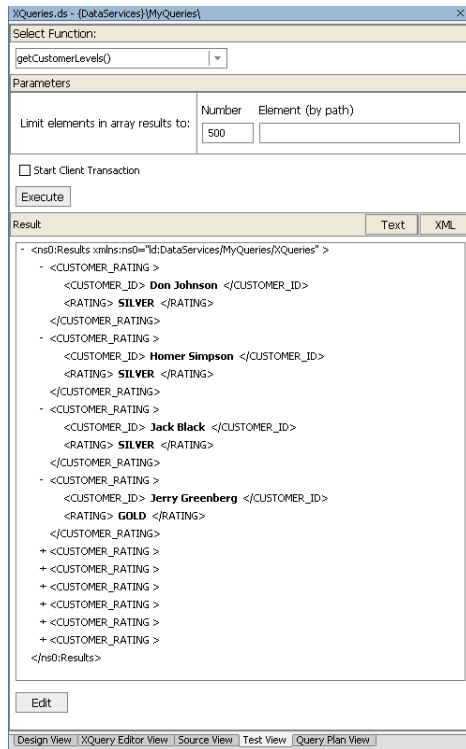 XQueries.ds - {DataServices}\MyQueries\
Select Function:
getCustomerLevels()
Parameters
Limit elements in array results to:
Number Element (by path)
500
Start Client Transaction
Execute
Result Text XML
- <ns0:Results xmlns:ns0="ld:DataServices/MyQueries/XQueries" >
- <CUSTOMER_RATING >
<CUSTOMER_ID> Don Johnson </CUSTOMER_ID>
<RATING> SILVER </RATING>
</CUSTOMER_RATING>
- <CUSTOMER_RATING >
<CUSTOMER_ID> Homer Simpson </CUSTOMER_ID>
<RATING> SILVER </RATING>
</CUSTOMER_RATING>
- <CUSTOMER_RATING >
<CUSTOMER_ID> Jack Black </CUSTOMER_ID>
<RATING> SILVER </RATING>
</CUSTOMER_RATING>
- <CUSTOMER_RATING >
<CUSTOMER_ID> Jerry Greenberg </CUSTOMER_ID>
<RATING> GOLD </RATING>
</CUSTOMER_RATING>
+ <CUSTOMER_RATING >
+ <CUSTOMER_RATING >
+ <CUSTOMER_RATING >
+ <CUSTOMER_RATING >
+ <CUSTOMER_RATING >
+ <CUSTOMER_RATING >
</ns0:Results>
Edit
Design View XQuery Editor View Source View Test View Query Plan View